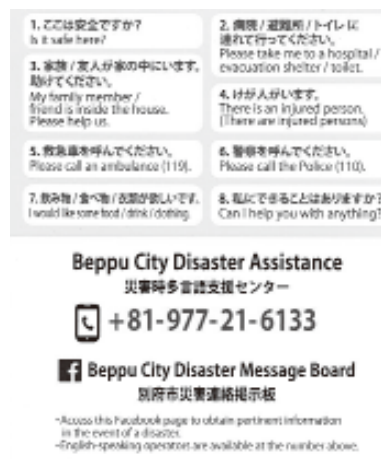 1. ここは安全ですか?
Is it safe here?
2. 病院 / 避難所 / トイレ に
連れて行ってください。
Please take me to a hospital /
evacuation shelter / toilet.
3. 家族 / 友人が家の中にいます。
助けてください。
My family member /
friend is inside the house.
Please help us.
4. けが人がいます。
There is an injured person.
(There are injured persons)
5. 救急車を呼んでください。
Please call an ambulance (119).
6. 警察を呼んでください。
Please call the Police (110).
7. 飲み物 / 食べ物 / 衣類が欲しいです。
I would like some food / drink / clothing.
8. 私にできることはありますか?
Can I help you with anything?
Beppu City Disaster Assistance
災害時多言語支援センター
+81-977-21-6133
Beppu City Disaster Message Board
別府市災害連絡掲示板
~Access this Facebook page to obtain pertinent information
in the event of a disaster.
~English-speaking operators are available at the number above.